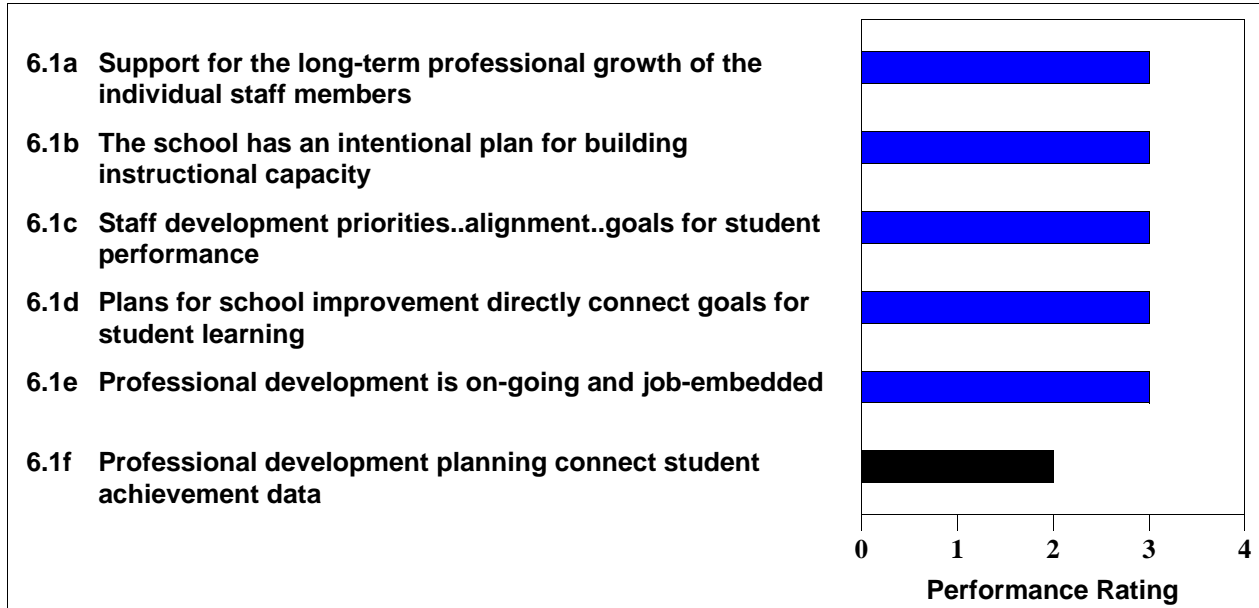 6.1a Support for the long-term professional growth of the
individual staff members
6.1b The school has an intentional plan for building
instructional capacity
6.1c Staff development priorities..alignment..goals for student
performance
6.1d Plans for school improvement directly connect goals for
student learning
6.1e Professional development is on-going and job-embedded
6.1f Professional development planning connect student
achievement data
0 1 2 3 4
Performance Rating